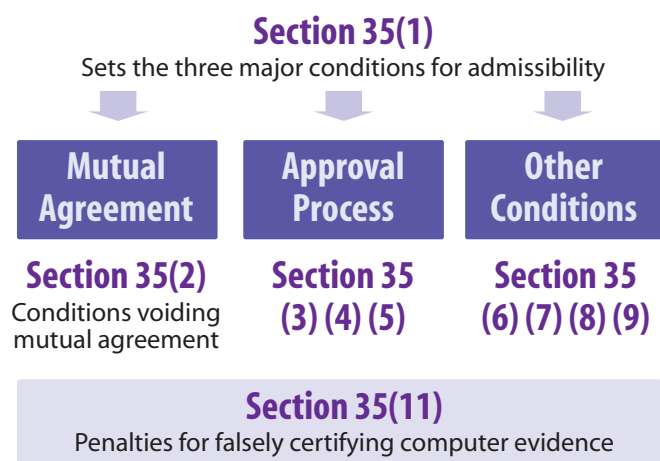 Section 35(1)
Sets the three major conditions for admissibility
Mutual
Agreement
Approval
Process
Other
Conditions
Section 35(2)
Conditions voiding
mutual agreement
Section 35
(3) (4) (5)
Section 35
(6) (7) (8) (9)
Section 35(11)
Penalties for falsely certifying computer evidence